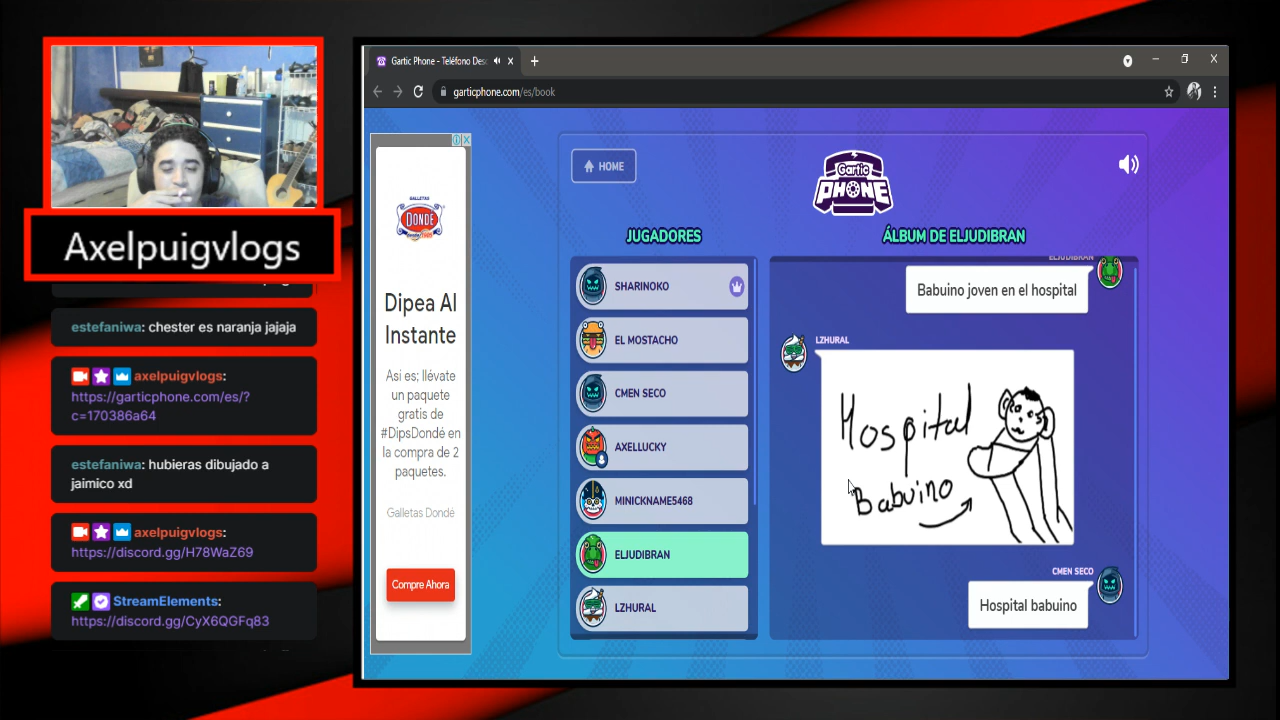 Axelpuigvlogs
estefaniwa: chester es naranja jajaja
axelpuigvlogs:
https://garticphone.com/es/?
c=170386a64
estefaniwa: hubieras dibujado a
jaimico xd
axelpuigvlogs:
https://discord.gg/H78WaZ69
StreamElements:
https://discord.gg/CyX6QGFq83
Gartic Phone - Teléfono Des
garticphone.com/es/book
GALLETAS
DONDE
Dipea Al
Instante
Asi es; llévate
un paquete
gratis de
#DipsDondé en
la compra de 2
paquetes.
Galletas Dondé
Compre Ahora
HOME
Gartic
PHONE
JUGADORES
SHARINOKO
EL MOSTACHO
CMEN SECO
AXELLUCKY
MINICKNAME5468
ELJUDIBRAN
LZHURAL
ÁLBUM DE ELJUDIBRAN
ELJUDIBRAN
Babuino joven en el hospital
LZHURAL
Hospital
Babuino
CMEN SECO
Hospital babuino